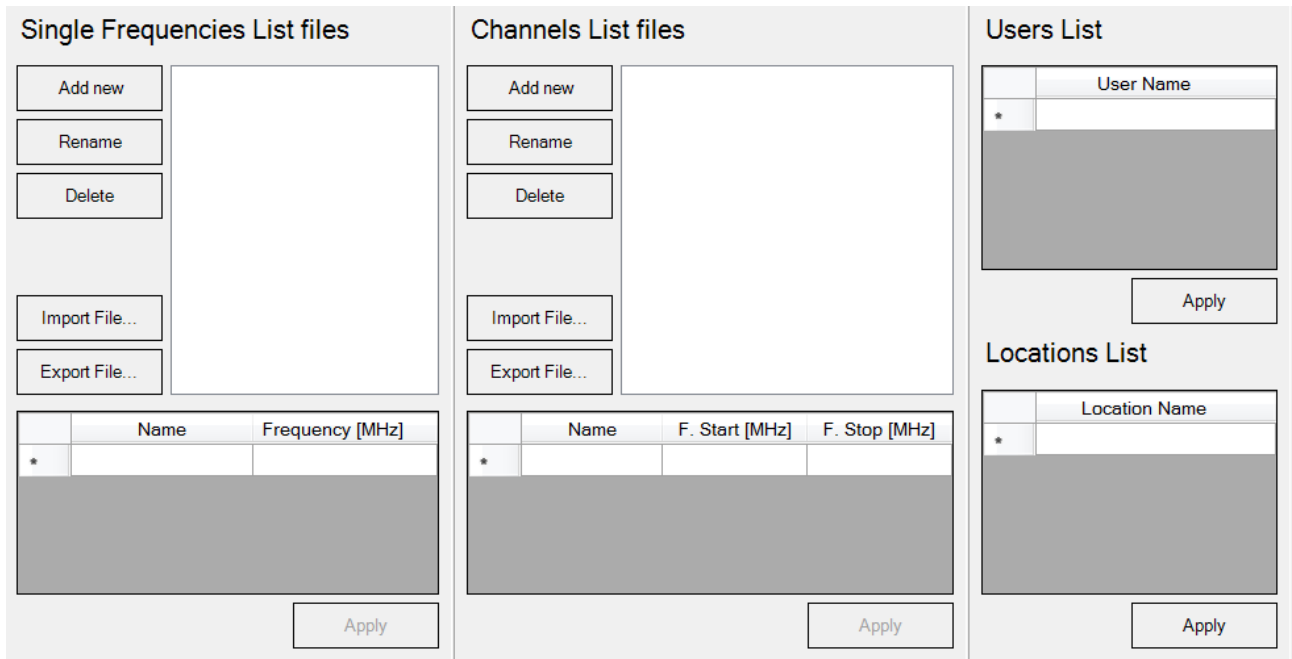 Single Frequencies List files
Add new
Rename
Delete
Import File...
Export File...
Name Frequency [MHz]
*
Apply
Channels List files
Add new
Rename
Delete
Import File...
Export File...
Name F. Start [MHz] F. Stop [MHz]
*
Apply
Users List
User Name
*
Apply
Locations List
Location Name
*
Apply